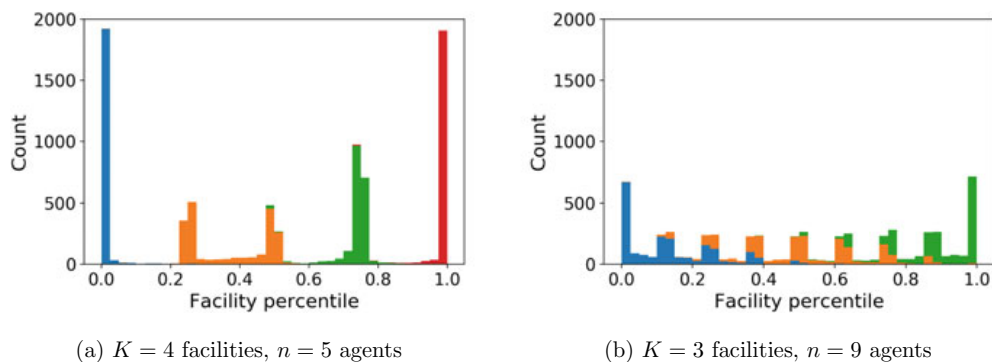 2000
1500
1000
500
0
Count
0.0 0.2 0.4 0.6 0.8 1.0
Facility percentile
(a) K = 4 facilities, n = 5 agents
2000
1500
1000
500
0
Count
0.0 0.2 0.4 0.6 0.8 1.0
Facility percentile
(b) K = 3 facilities, n = 9 agents